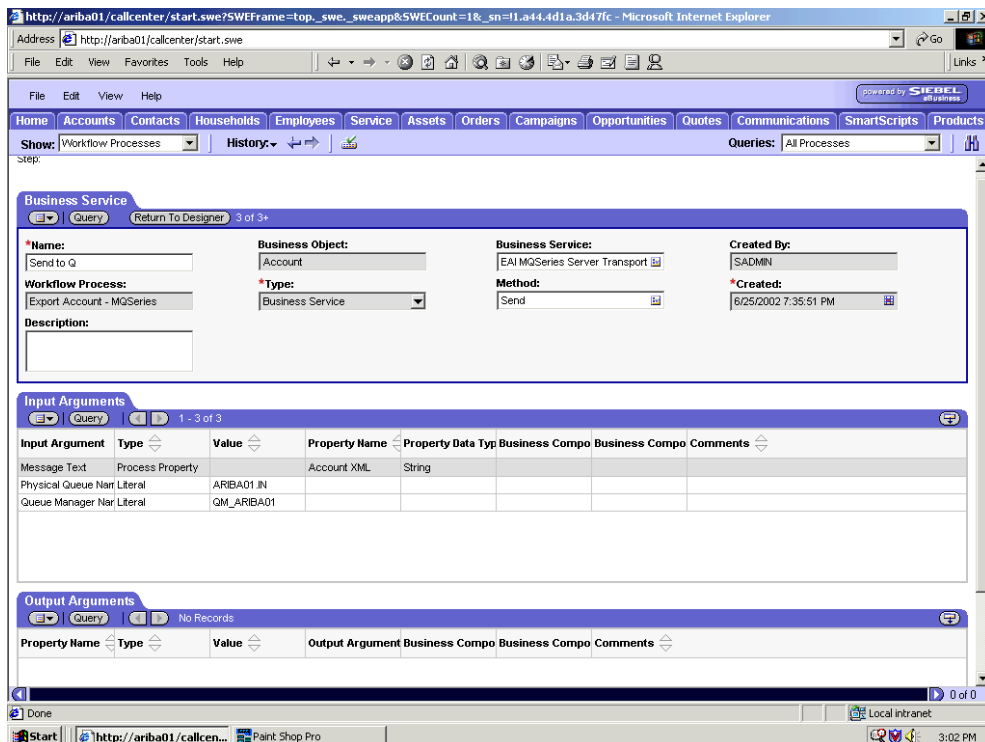 http://ariba01/callcenter/start.swe?SWEFrame=top._swe._sweapp&SWECount=1&_sn=!1.a44.4d1a.3d47fc - Microsoft Internet Explorer
Address http://ariba01/callcenter/start.swe Go
File Edit View Favorites Tools Help Links
File Edit View Help powered by SIEBEL eBusiness
Home Accounts Contacts Households Employees Service Assets Orders Campaigns Opportunities Quotes Communications SmartScripts Products
Show: Workflow Processes History: Queries: All Processes
Step:
Business Service
Query Return To Designer 3 of 3+
*Name: Business Object: Business Service: Created By:
Send to Q Account EAI MQSeries Server Transport SADMIN
Workflow Process: *Type: Method: *Created:
Export Account - MQSeries Business Service Send 6/25/2002 7:35:51 PM
Description:
Input Arguments
Query 1 - 3 of 3
Input Argument Type Value Property Name Property Data Typ Business Compo Business Compo Comments
Message Text Process Property Account XML String
Physical Queue Nam Literal ARIBA01.IN
Queue Manager Nar Literal QM_ARIBA01
Output Arguments
Query No Records
Property Name Type Value Output Argument Business Compo Business Compo Comments
0 of 0
Done Local intranet
Start http://ariba01/callcen... Paint Shop Pro 3:02 PM